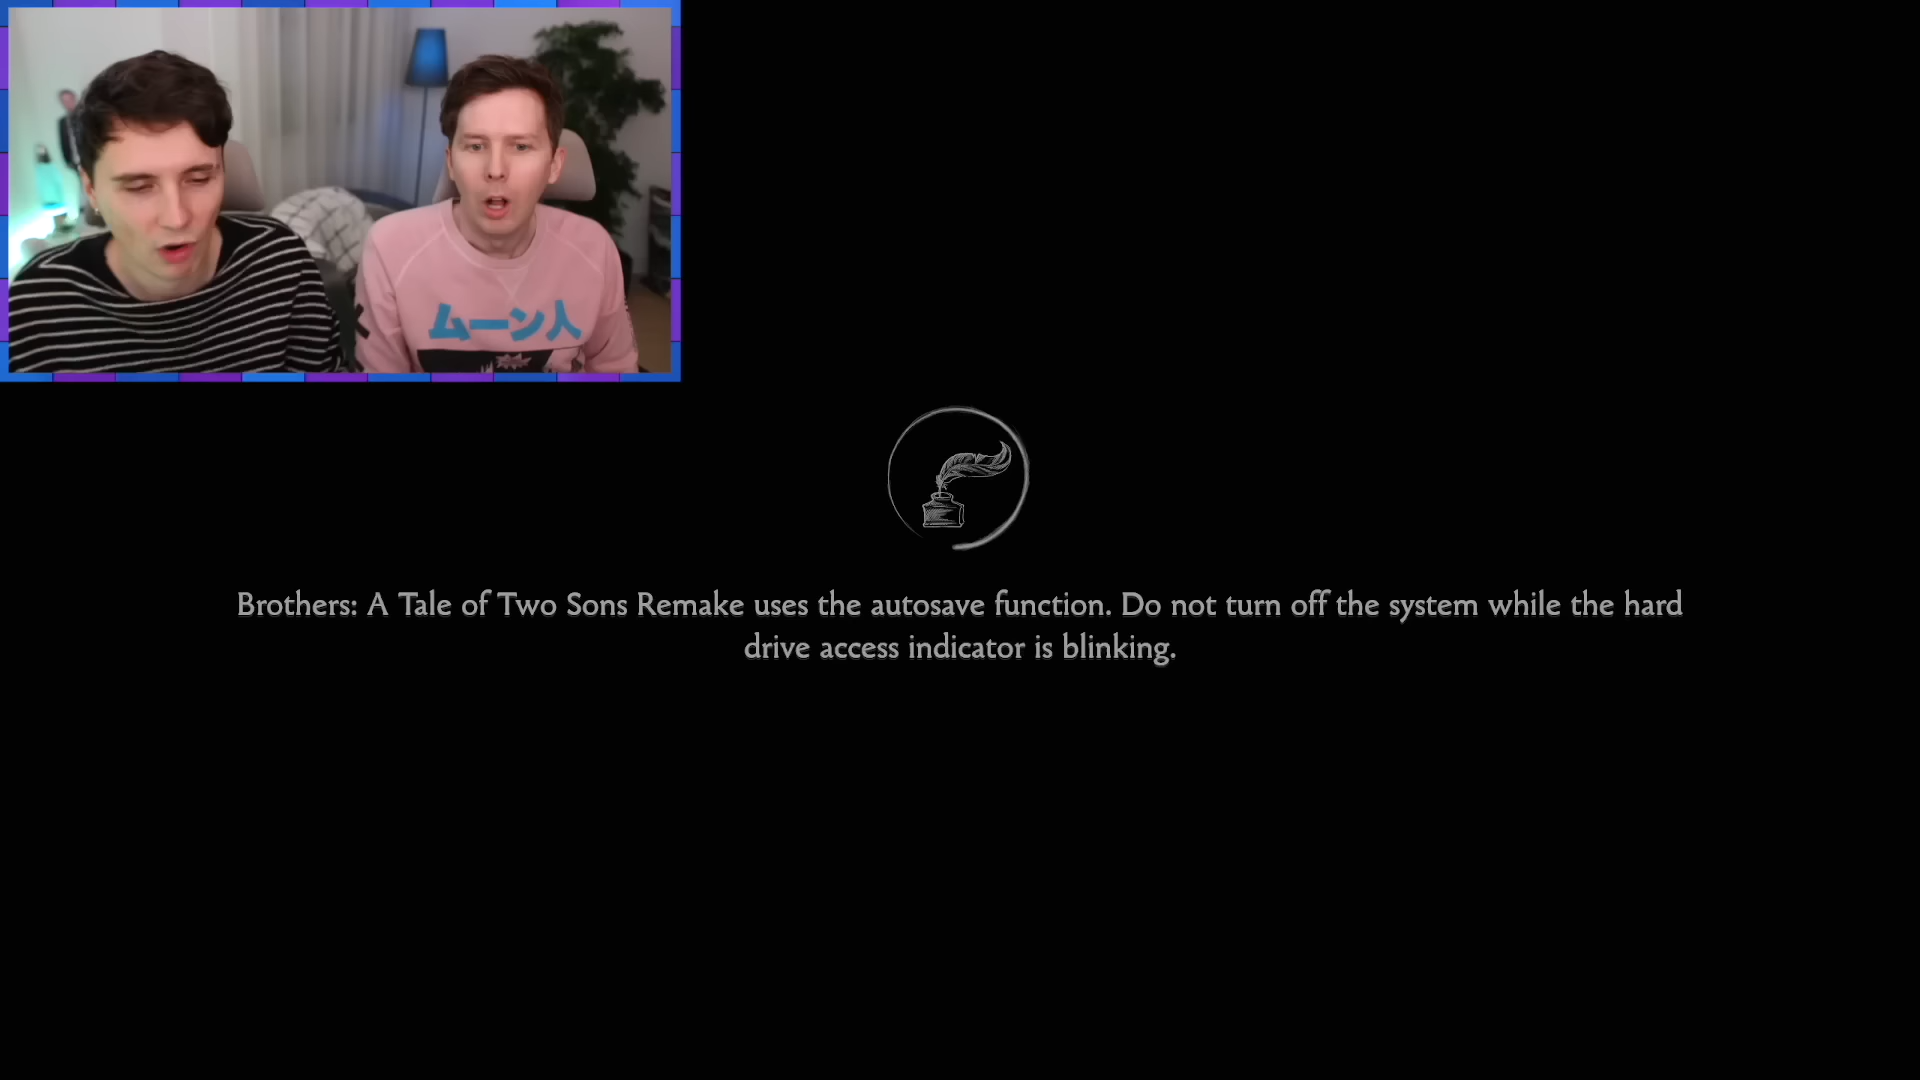 ムーン人
Brothers: A Tale of Two Sons Remake uses the autosave function. Do not turn off the system while the hard
drive access indicator is blinking.